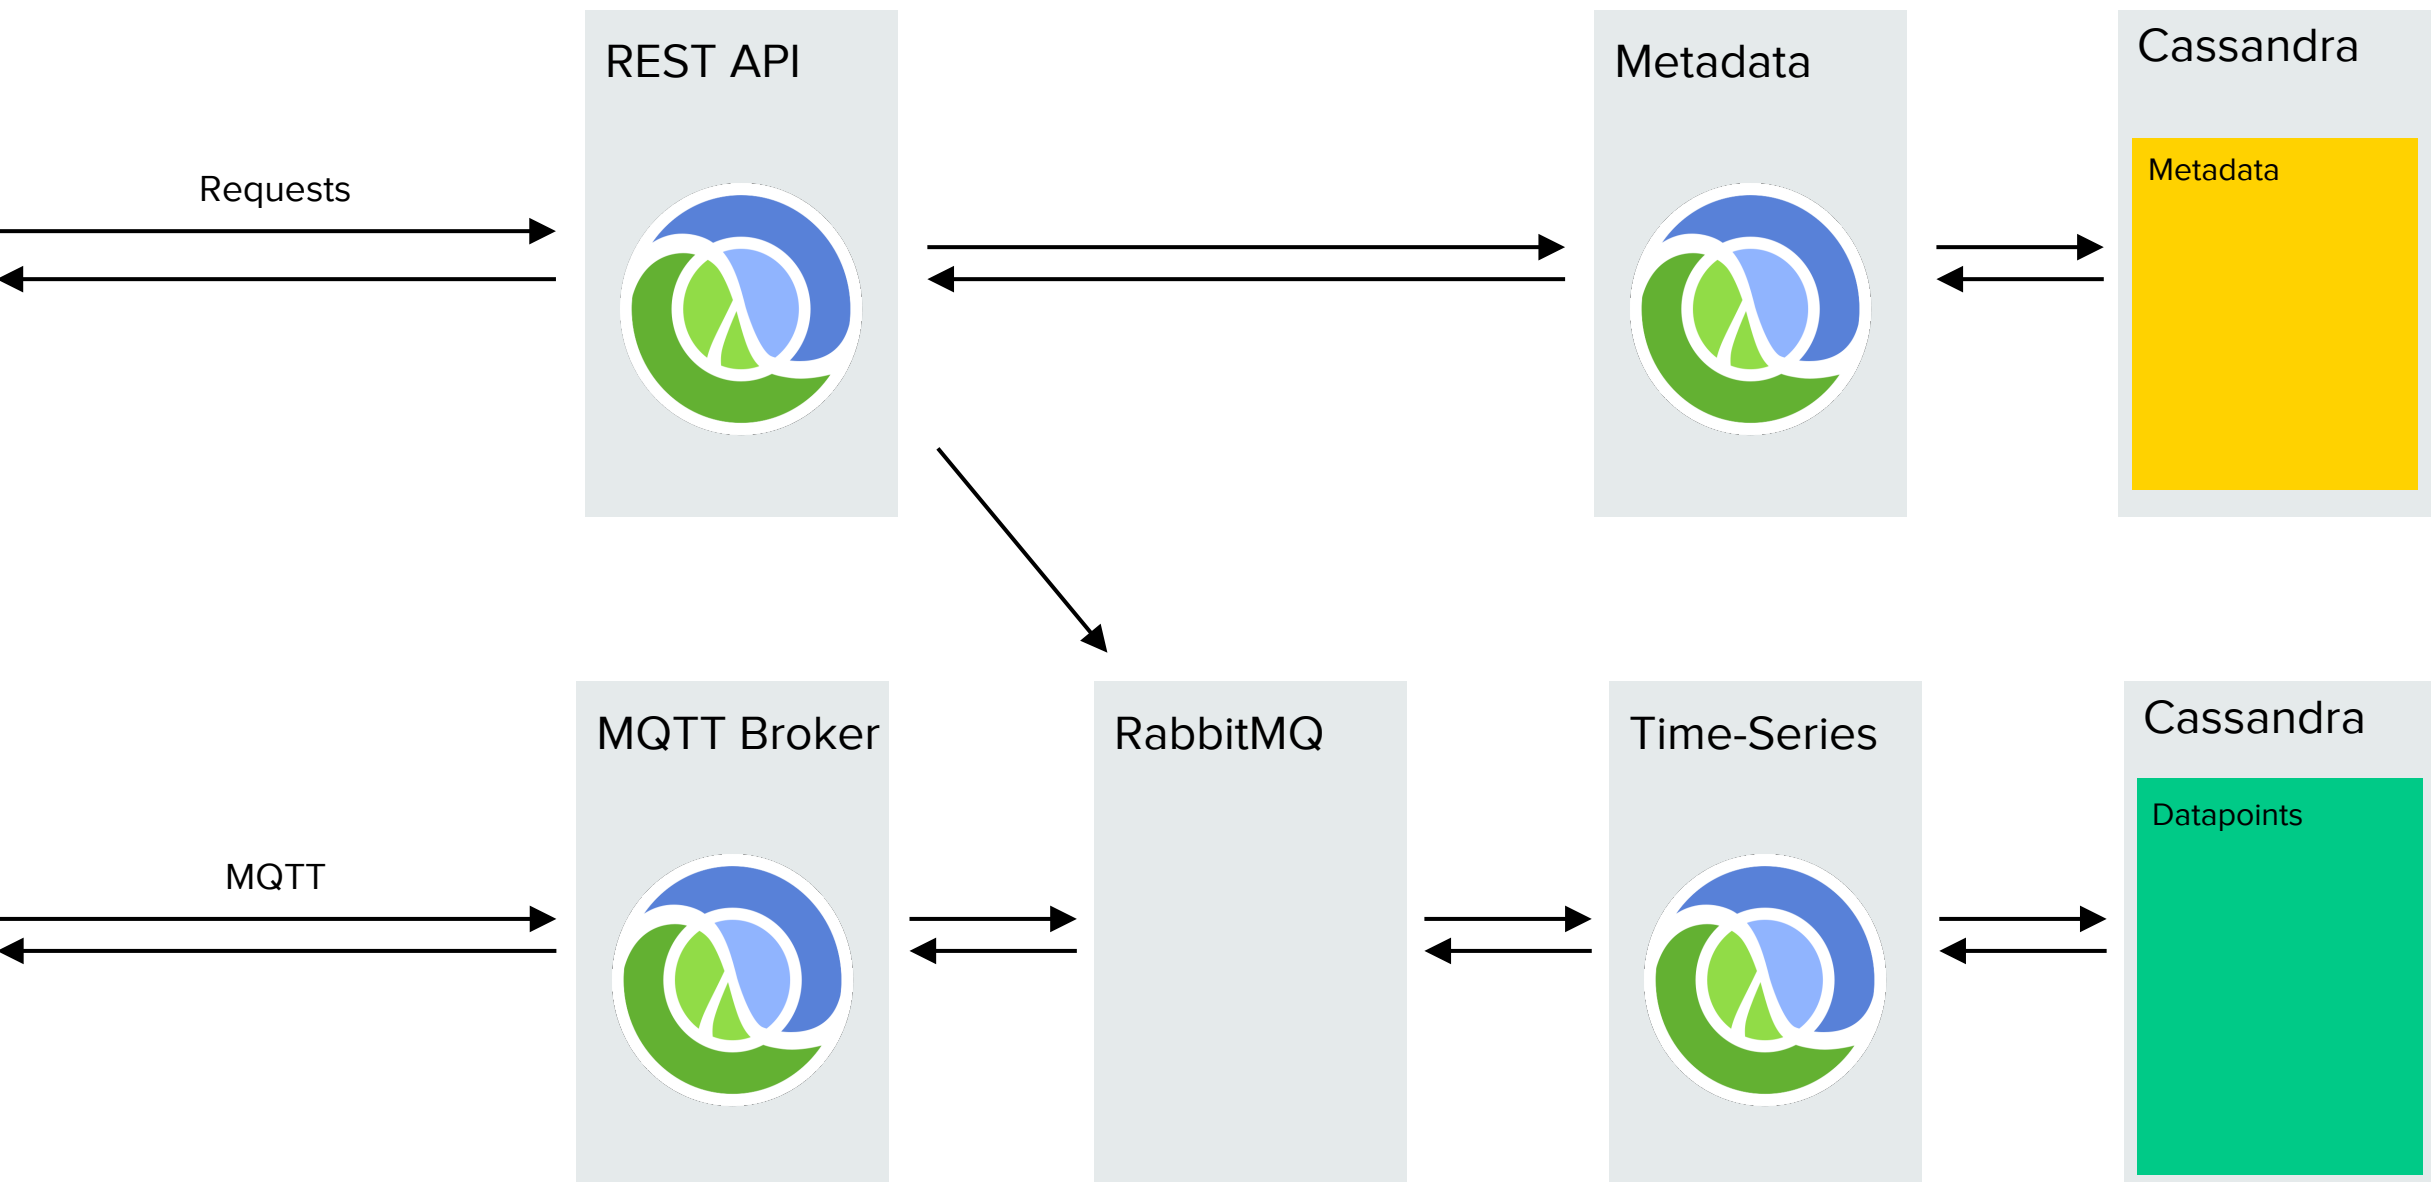 REST API
Metadata
Cassandra
Metadata
Requests
MQTT Broker
RabbitMQ
Time-Series
Cassandra
Datapoints
MQTT